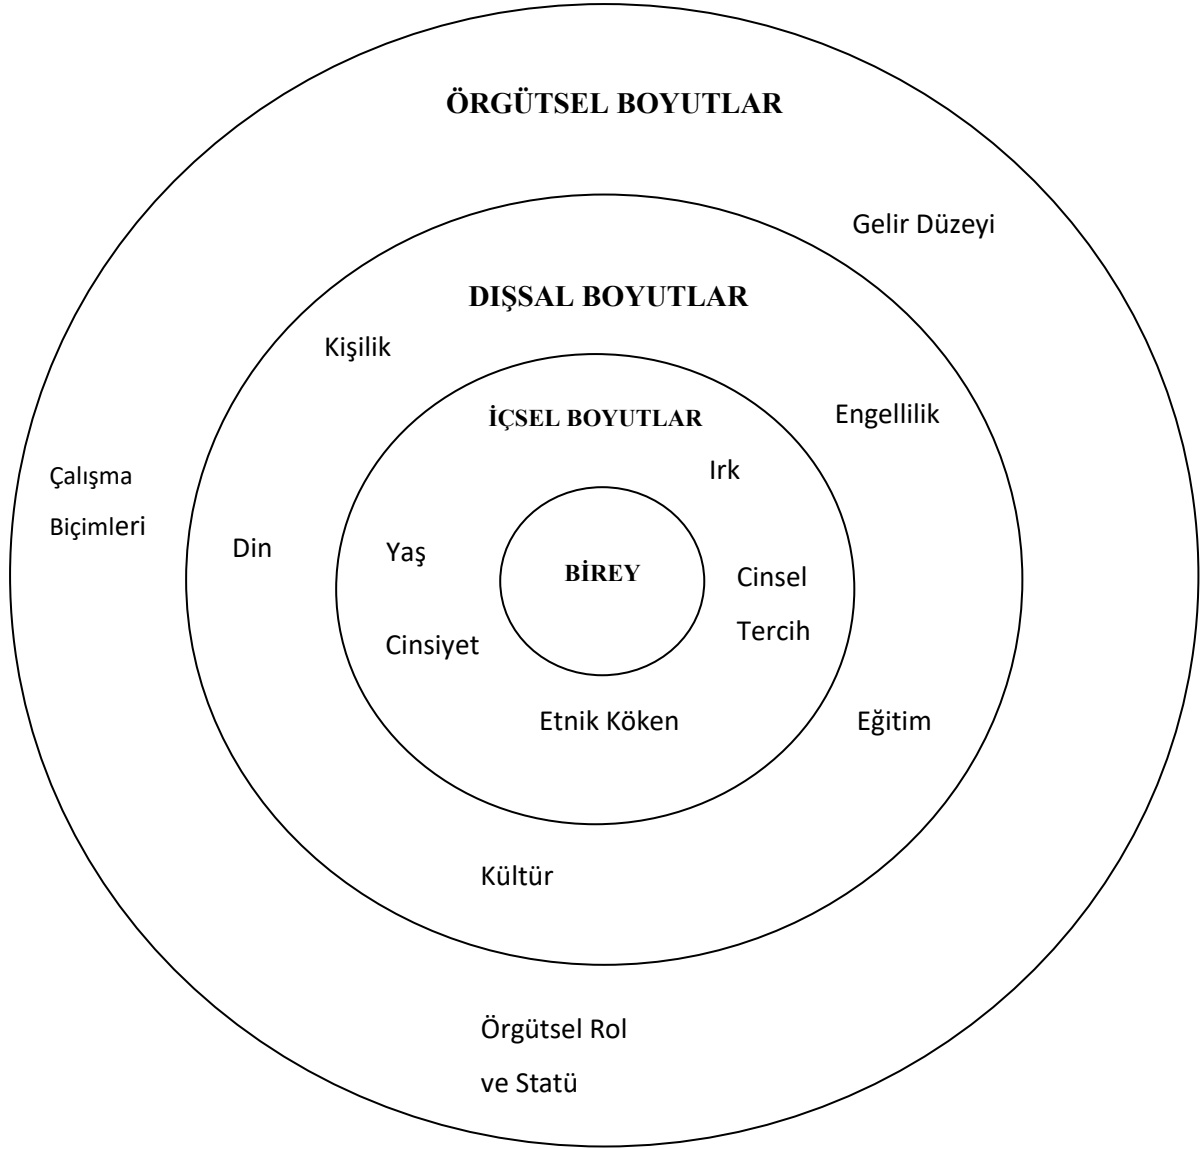 ÖRGÜTSEL BOYUTLAR
Gelir Düzeyi
DIŞSAL BOYUTLAR
Kişilik
İÇSEL BOYUTLAR
Engellilik
Irk
Çalışma
Biçimleri
Din
Yaş
BİREY
Cinsel
Tercih
Cinsiyet
Etnik Köken
Eğitim
Kültür
Örgütsel Rol
ve Statü